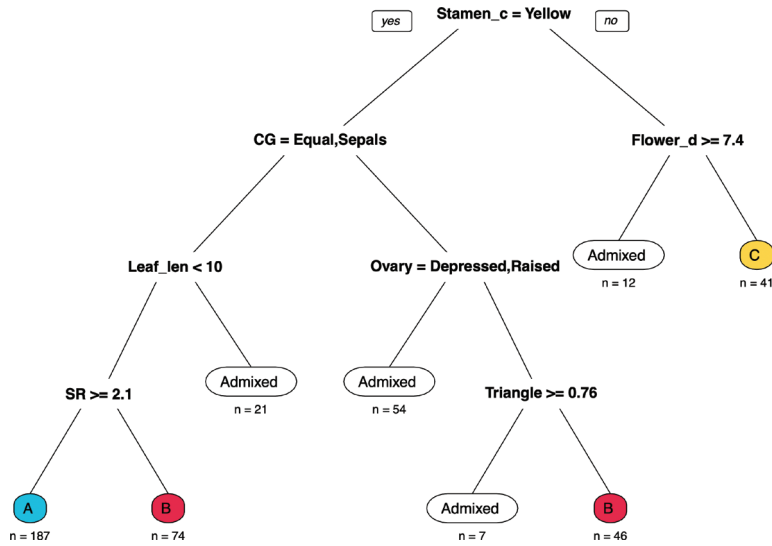 Stamen_c = Yellow
yes
no
CG = Equal,Sepals
Flower_d >= 7.4
Leaf_len < 10
Ovary = Depressed,Raised
Admixed
n = 12
C
n = 41
SR >= 2.1
Admixed
n = 21
Admixed
n = 54
Triangle >= 0.76
A
n = 187
B
n = 74
Admixed
n = 7
B
n = 46